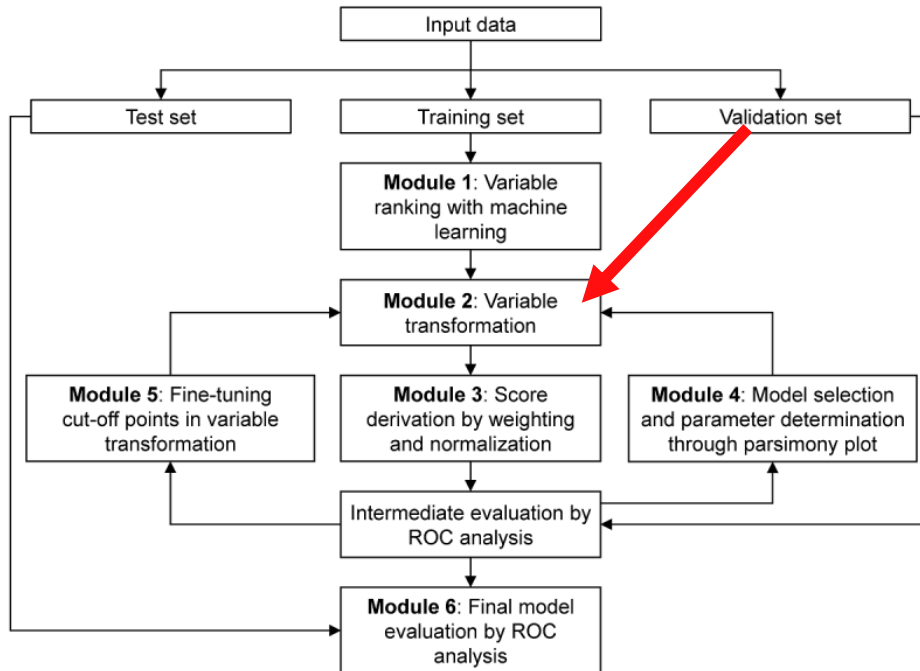 Input data
Test set
Training set
Validation set
Module 1: Variable
ranking with machine
learning
Module 2: Variable
transformation
Module 5: Fine-tuning
cut-off points in variable
transformation
Module 3: Score
derivation by weighting
and normalization
Module 4: Model selection
and parameter determination
through parsimony plot
Intermediate evaluation by
ROC analysis
Module 6: Final model
evaluation by ROC
analysis